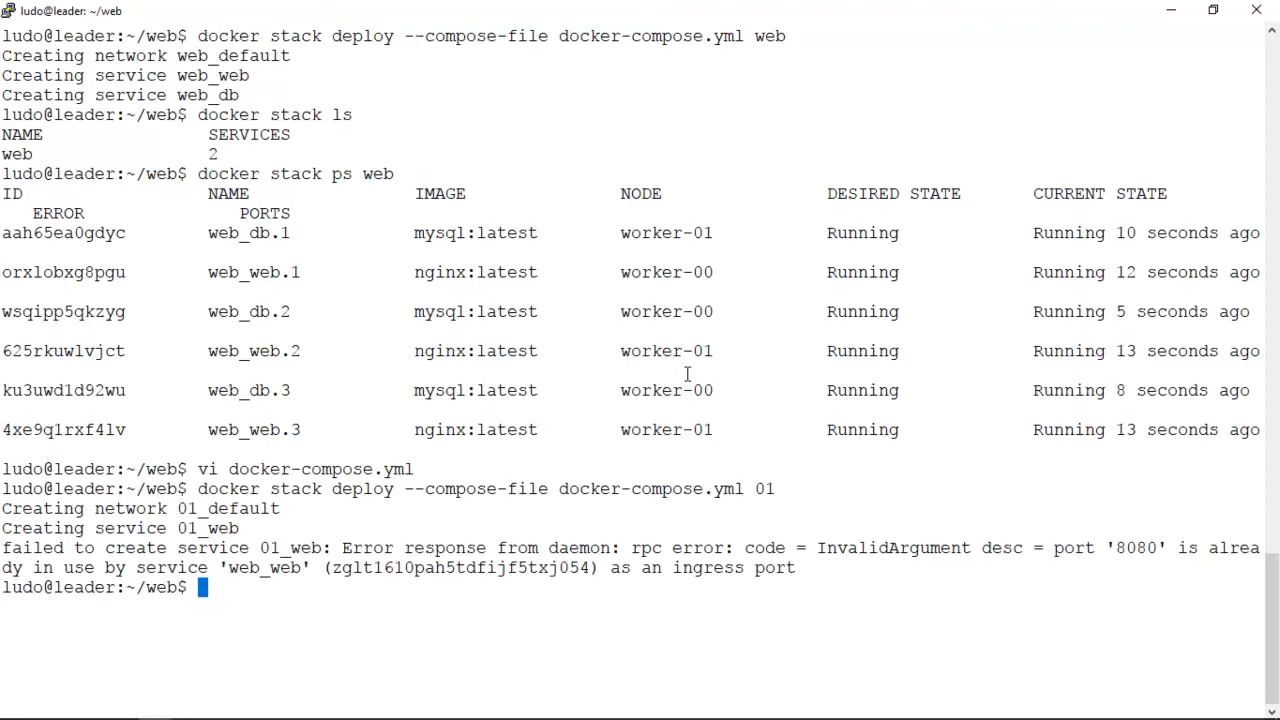 ludo@leader: ~/web
ludo@leader:~/web$ docker stack deploy --compose-file docker-compose.yml web
Creating network web_default
Creating service web_web
Creating service web_db
ludo@leader:~/web$ docker stack ls
NAME                SERVICES
web                 2
ludo@leader:~/web$ docker stack ps web
ID                  NAME                IMAGE               NODE                DESIRED STATE       CURRENT STATE
   ERROR               PORTS
aah65ea0gdyc        web_db.1            mysql:latest        worker-01           Running             Running 10 seconds ago
orxlobxg8pgu        web_web.1           nginx:latest        worker-00           Running             Running 12 seconds ago
wsqipp5qkzyg        web_db.2            mysql:latest        worker-00           Running             Running 5 seconds ago
625rkuwlvjct        web_web.2           nginx:latest        worker-01           Running             Running 13 seconds ago
ku3uwd1d92wu        web_db.3            mysql:latest        worker-00           Running             Running 8 seconds ago
4xe9q1rxf4lv        web_web.3           nginx:latest        worker-01           Running             Running 13 seconds ago
ludo@leader:~/web$ vi docker-compose.yml
ludo@leader:~/web$ docker stack deploy --compose-file docker-compose.yml 01
Creating network 01_default
Creating service 01_web
failed to create service 01_web: Error response from daemon: rpc error: code = InvalidArgument desc = port '8080' is alrea
dy in use by service 'web_web' (zglt1610pah5tdfijf5txj054) as an ingress port
ludo@leader:~/web$